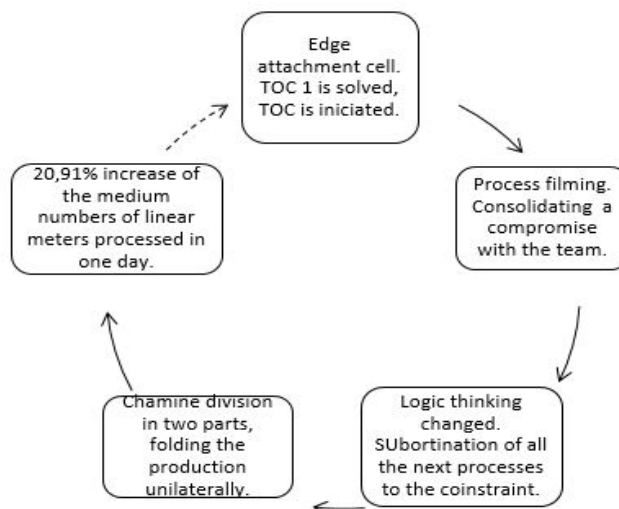 Edge
attachment cell.
TOC 1 is solved,
TOC is iniciated.
Process filming.
Consolidating a
compromise
with the team.
Logic thinking
changed.
SUbortination of all
the next processes
to the coinstraint.
Chamine division
in two parts,
folding the
production
unilaterally.
20,91% increase of
the medium
numbers of linear
meters processed in
one day.